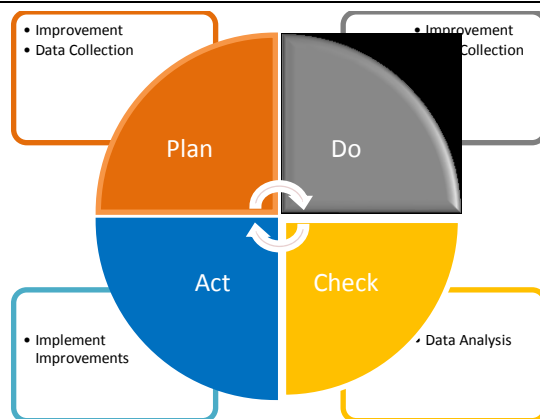 • Improvement
• Data Collection
• Improvement
Collection
Plan
Do
Act
Check
• Implement
Improvements
• Data Analysis